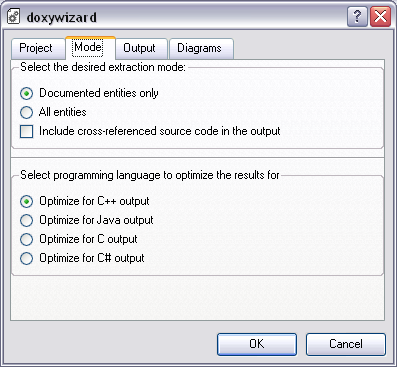 doxywizard
Project Mode Output Diagrams
Select the desired extraction mode:
Documented entities only
All entities
Include cross-referenced source code in the output
Select programming language to optimize the results for
Optimize for C++ output
Optimize for Java output
Optimize for C output
Optimize for C# output
OK Cancel